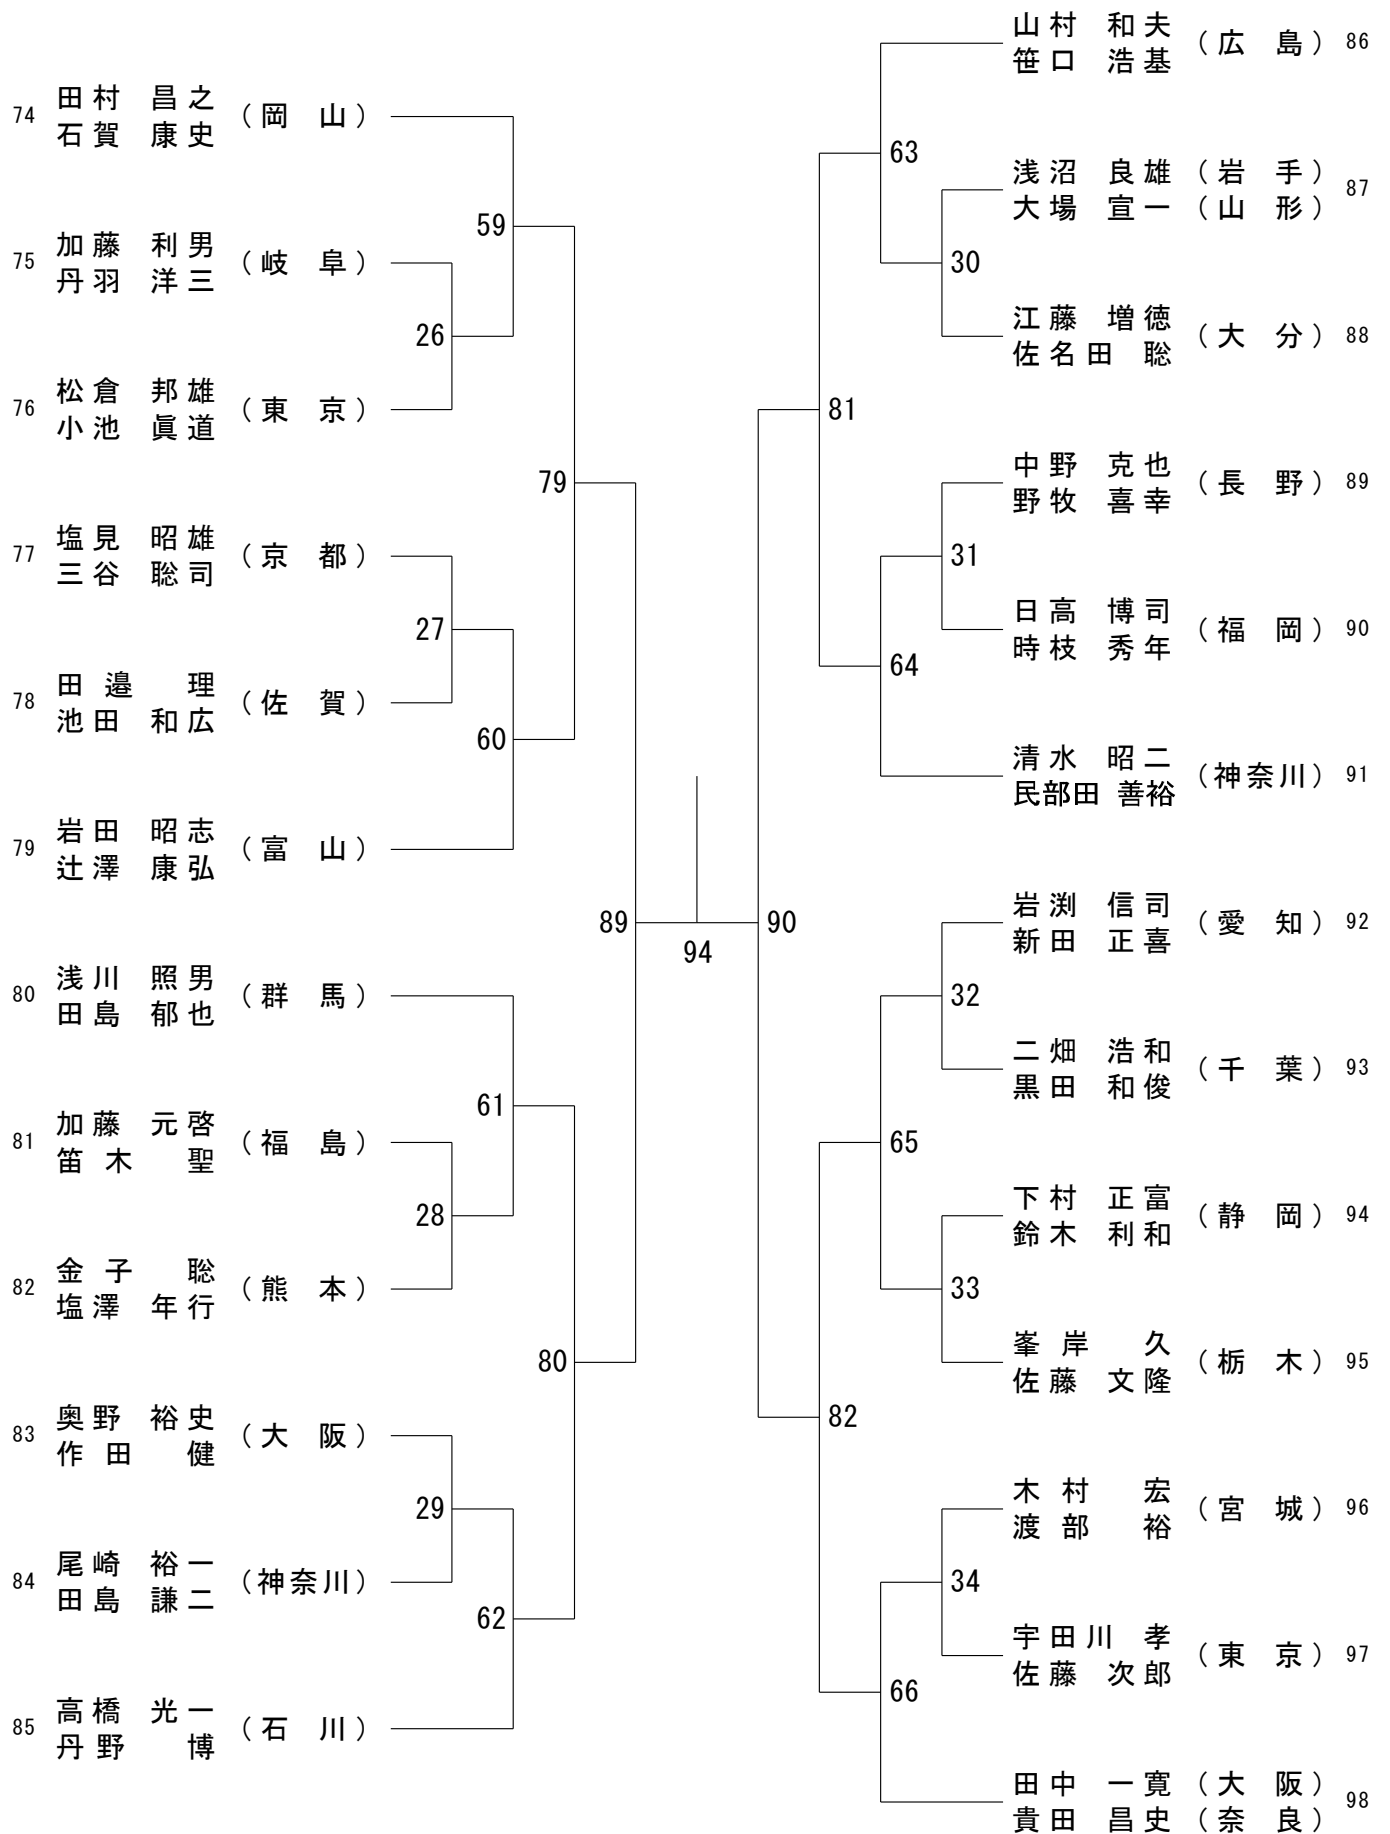 74 田村 昌之 (岡 山)
石賀 康史
59
75 加藤 利男 (岐 阜)
丹羽 洋三
26
76 松倉 邦雄 (東 京)
小池 眞道
79
77 塩見 昭雄 (京 都)
三谷 聡司
27
78 田邉 理 (佐 賀)
池田 和広
60
79 岩田 昭志 (富 山)
辻澤 康弘
89
80 浅川 照男 (群 馬)
田島 郁也
61
81 加藤 元啓 (福 島)
笛木 聖
28
82 金子 聡 (熊 本)
塩澤 年行
80
83 奥野 裕史 (大 阪)
作田 健
29
84 尾崎 裕一 (神奈川)
田島 謙二
62
85 高橋 光一 (石 川)
丹野 博
94
山村 和夫 (広 島) 86
笹口 浩基
63
浅沼 良雄 (岩 手) 87
大場 宣一 (山 形)
30
江藤 増徳 (大 分) 88
佐名田 聡
81
中野 克也 (長 野) 89
野牧 喜幸
31
日高 博司 (福 岡) 90
時枝 秀年
64
清水 昭二 (神奈川) 91
民部田 善裕
90
岩渕 信司 (愛 知) 92
新田 正喜
32
二畑 浩和 (千 葉) 93
黒田 和俊
65
下村 正富 (静 岡) 94
鈴木 利和
33
峯岸 久 (栃 木) 95
佐藤 文隆
82
木村 宏 (宮 城) 96
渡部 裕
34
宇田川 孝 (東 京) 97
佐藤 次郎
66
田中 一寛 (大 阪) 98
貴田 昌史 (奈 良)